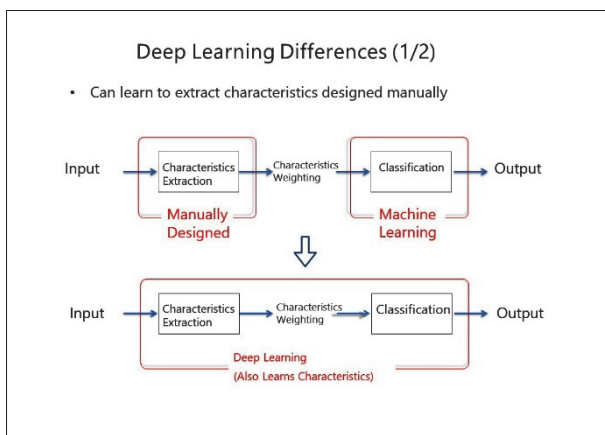 Deep Learning Differences (1/2)
• Can learn to extract characteristics designed manually
Input
Characteristics
Extraction
Characteristics
Weighting
Classification
Output
Manually
Designed
Machine
Learning
Input
Characteristics
Extraction
Characteristics
Weighting
Classification
Output
Deep Learning
(Also Learns Characteristics)